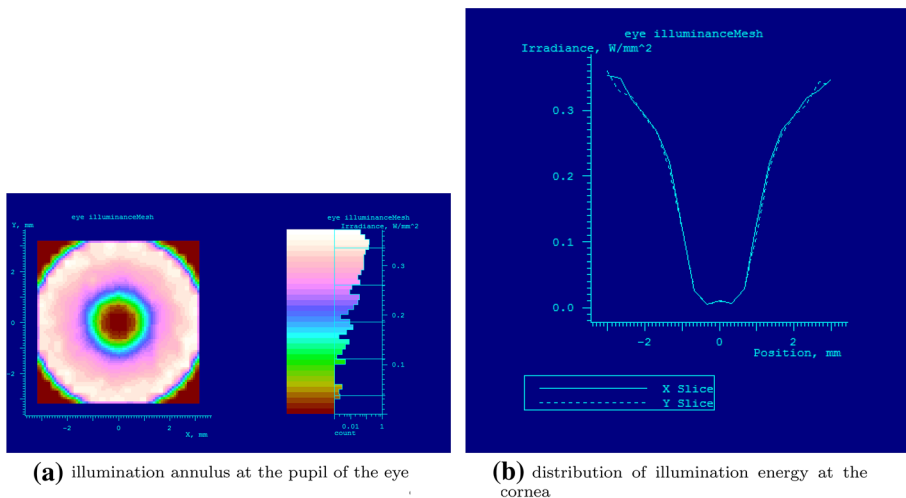 eye illuminanceMesh
Y, mm
2
0
-2
-2
0
2
X, mm
eye illuminanceMesh
Irradiance, W/mm^2
0.3
0.2
0.1
0.01
1
count
(a) illumination annulus at the pupil of the eye
eye illuminanceMesh
Irradiance, W/mm^2
0.3
0.2
0.1
0.0
-2
0
2
Position, mm
X Slice
Y Slice
(b) distribution of illumination energy at the
cornea